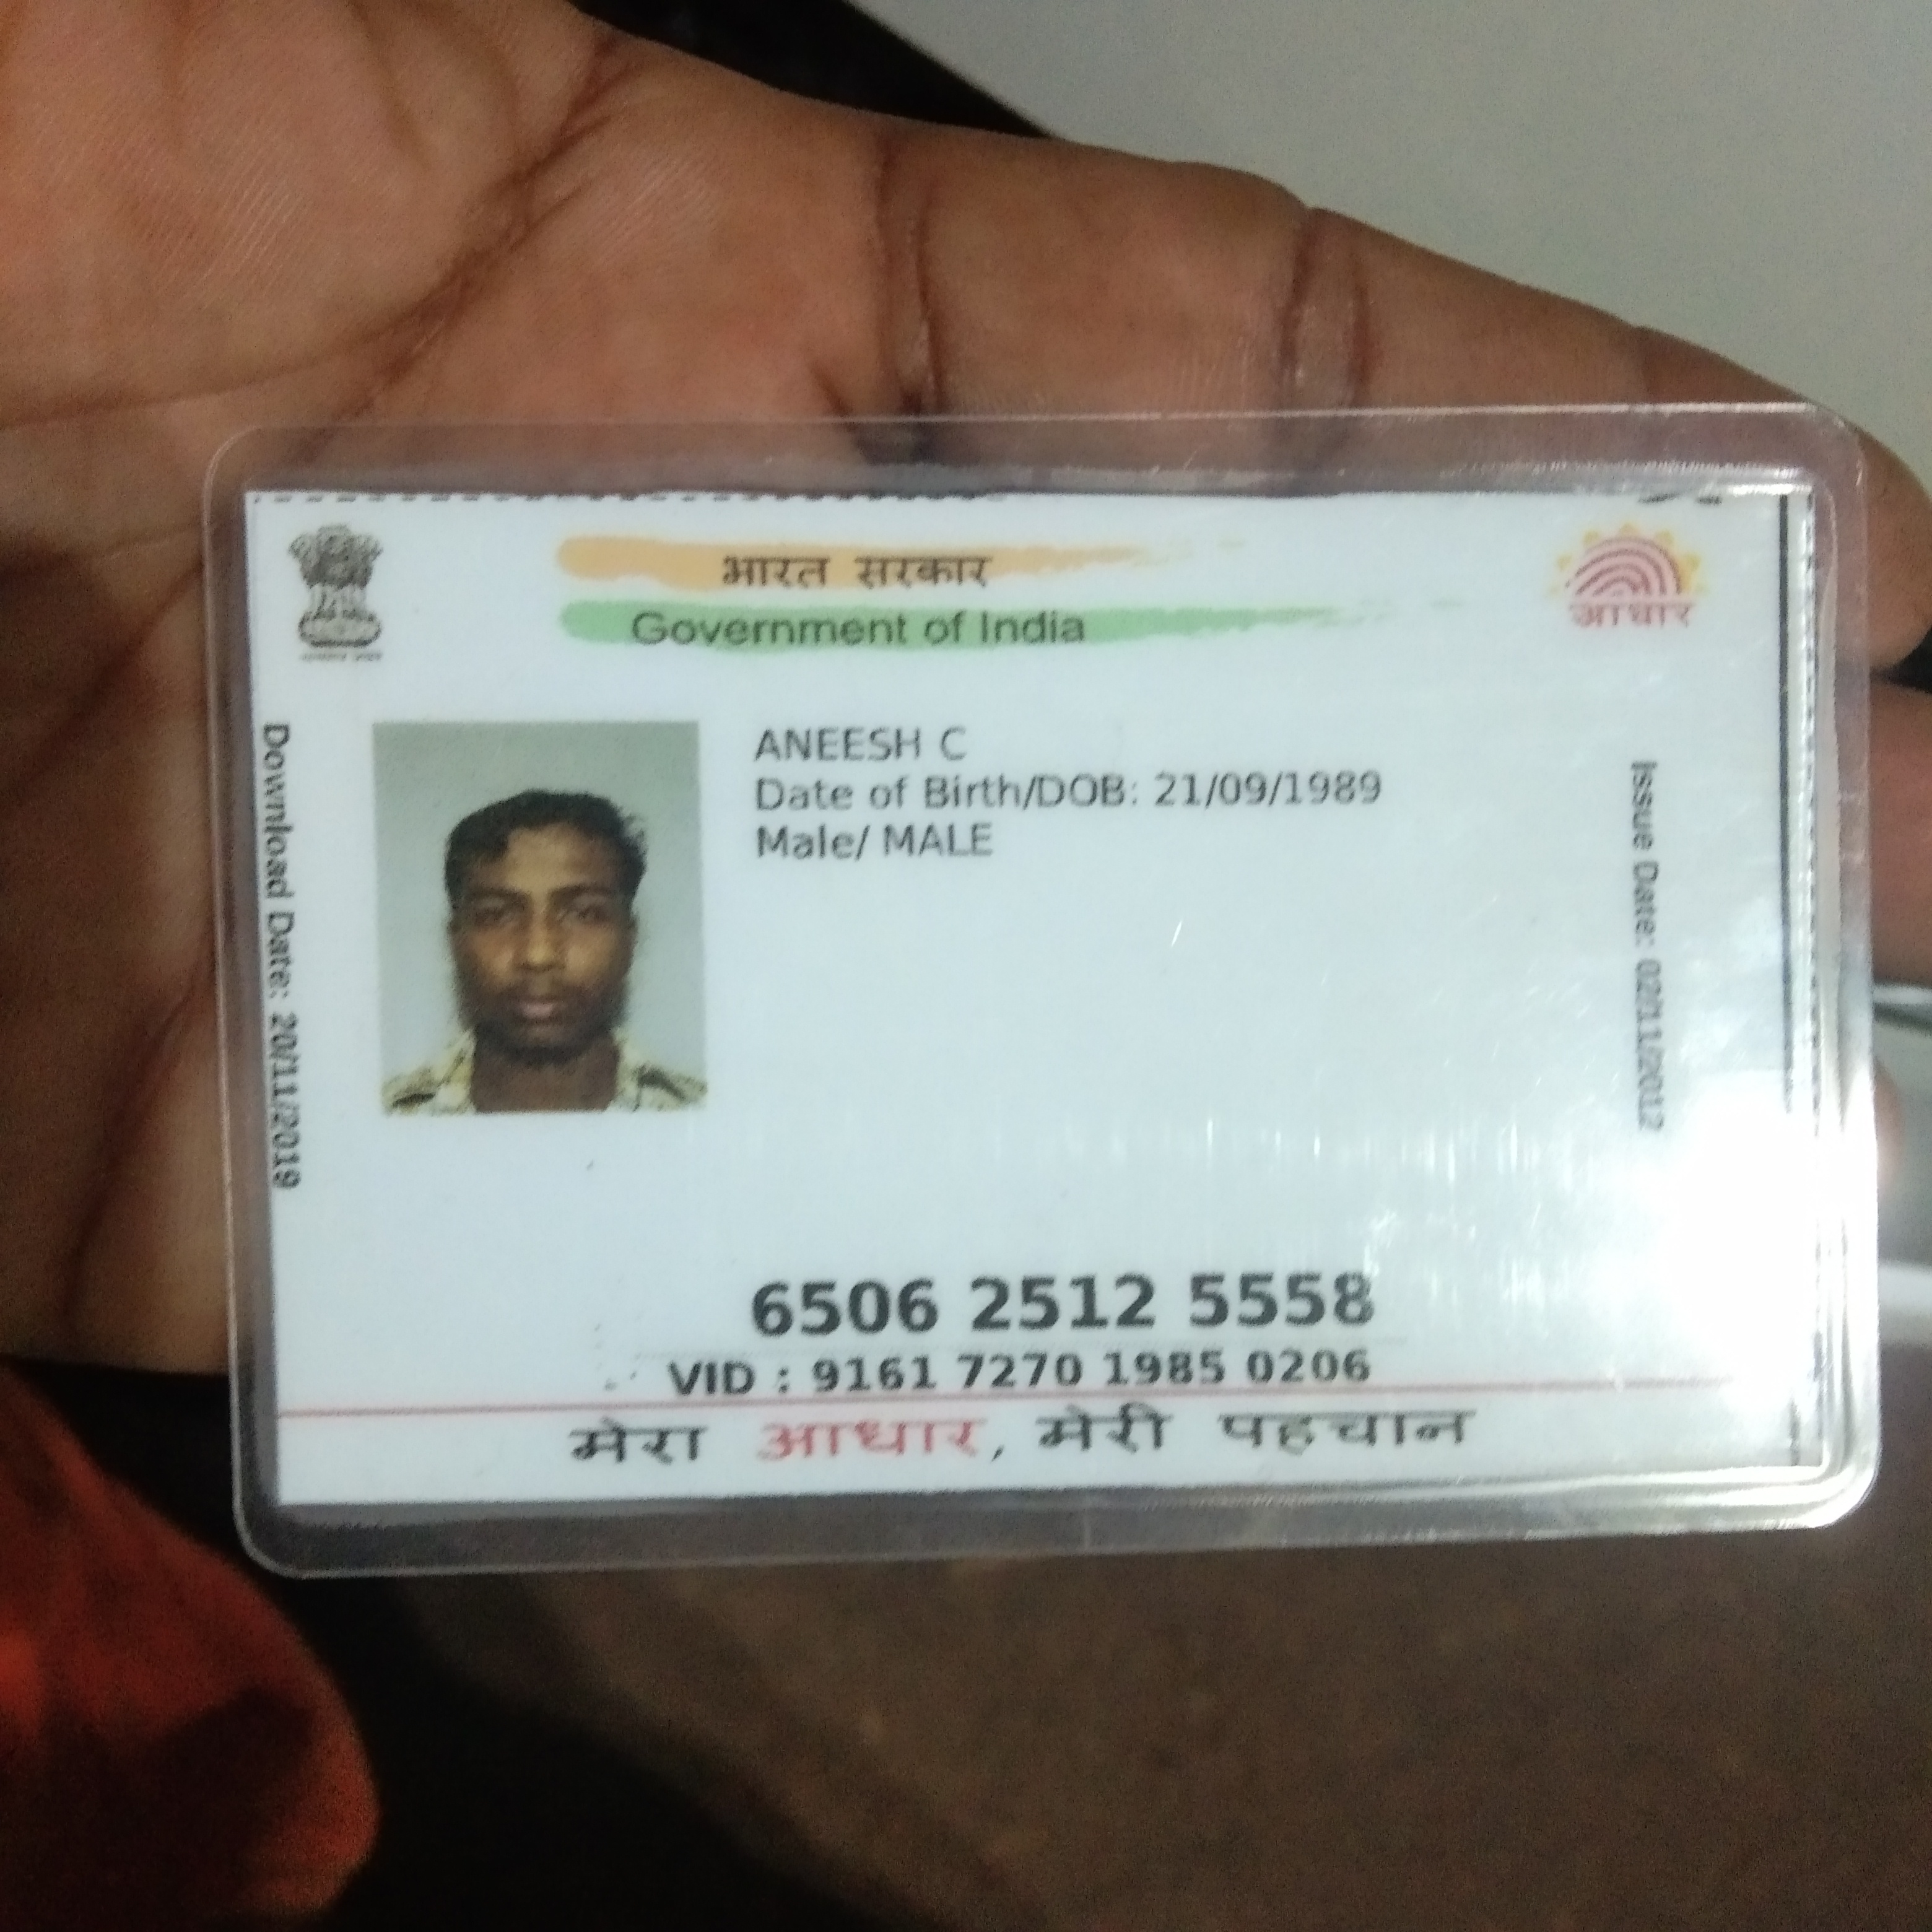 भारत सरकार
Government of India
आधार
ANEESH C
Date of Birth/DOB: 21/09/1989
Male/ MALE
Download Date: 20/11/2019
Issue Date: 02/11/2012
6506 2512 5558
VID : 9161 7270 1985 0206
मेरा आधार, मेरी पहचान